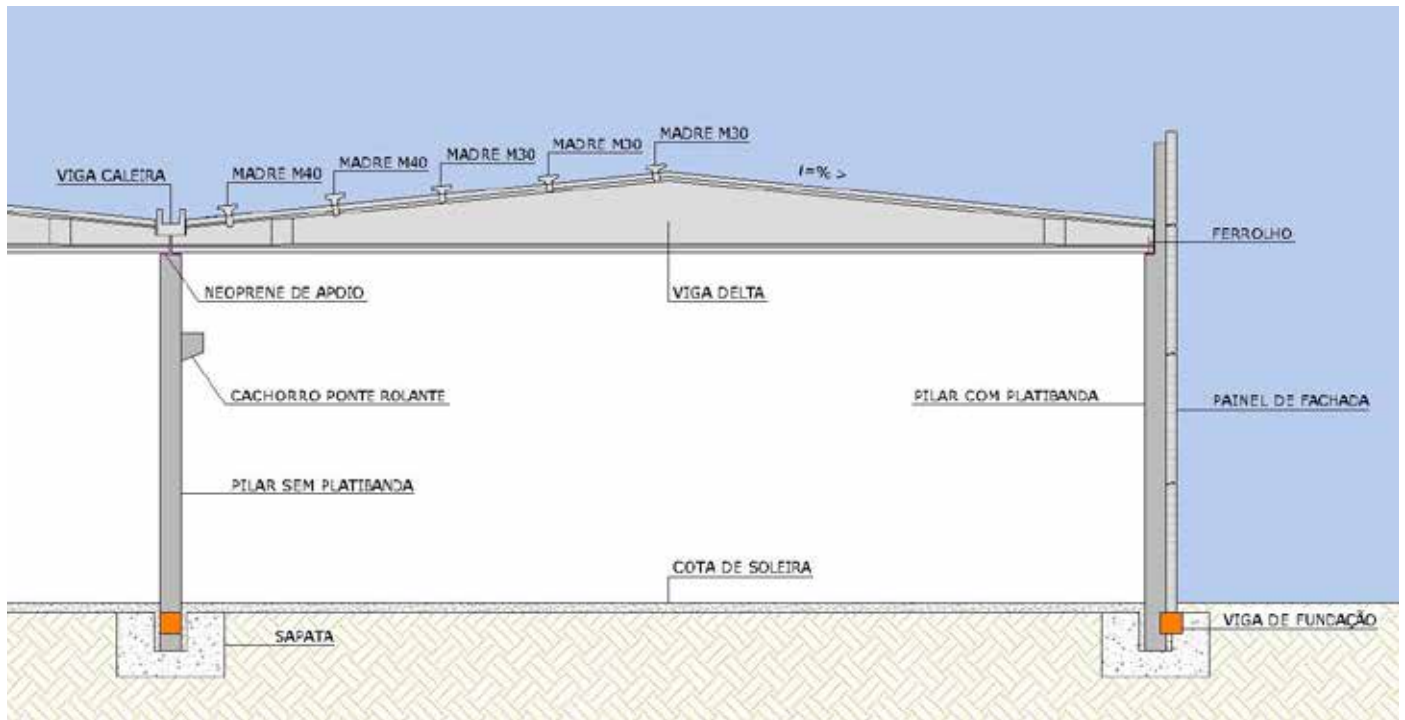 MADRE M30
MADRE M30
MADRE M30
MADRE M40
MADRE M40
VIGA CALEIRA
i=% >
FERROLHO
NEOPRENE DE APOIO
VIGA DELTA
CACHORRO PONTE ROLANTE
PILAR COM PLATIBANDA
PAINEL DE FACHADA
PILAR SEM PLATIBANDA
COTA DE SOLEIRA
SAPATA
VIGA DE FUNDAÇÃO